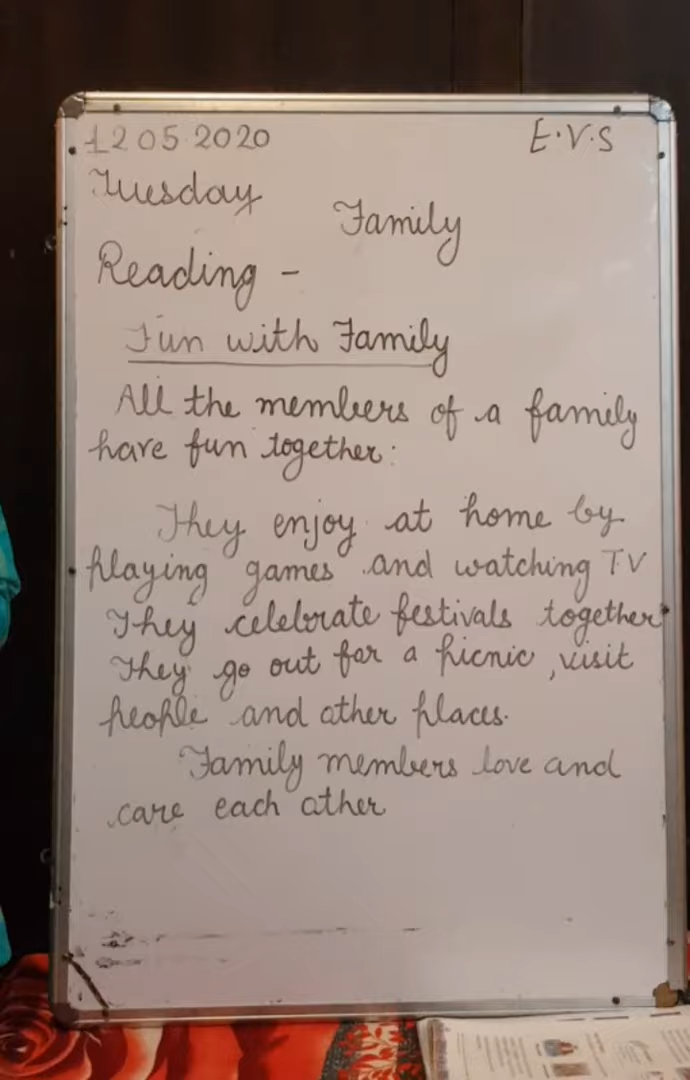 12.05.2020 E.V.S
Tuesday
Family
Reading -
Fun with Family
All the members of a family
have fun together:
They enjoy at home by
playing games and watching TV
They celebrate festivals together
They go out for a picnic, visit
people and other places.
Family members love and
care each other